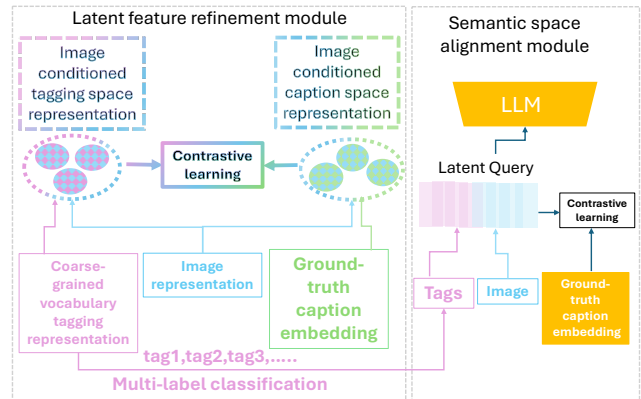 Latent feature refinement module
Image
conditioned
tagging space
representation
Image
conditioned
caption space
representation
Contrastive
learning
Coarse-
grained
vocabulary
tagging
representation
Image
representation
Ground-
truth
caption
embedding
tag1,tag2,tag3,.....
Multi-label classification
Semantic space
alignment module
LLM
Latent Query
Contrastive
learning
Tags
Image
Ground-
truth
caption
embedding